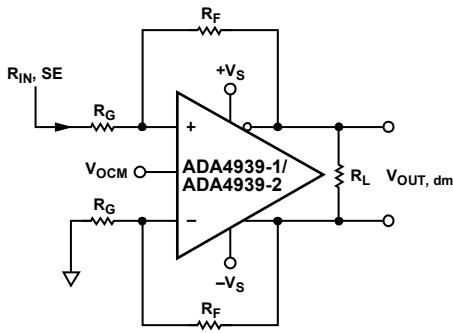 R_F
R_IN, SE
+V_S
R_G
+
V_OCM
ADA4939-1/
ADA4939-2
R_L
V_OUT, dm
R_G
–
–V_S
R_F